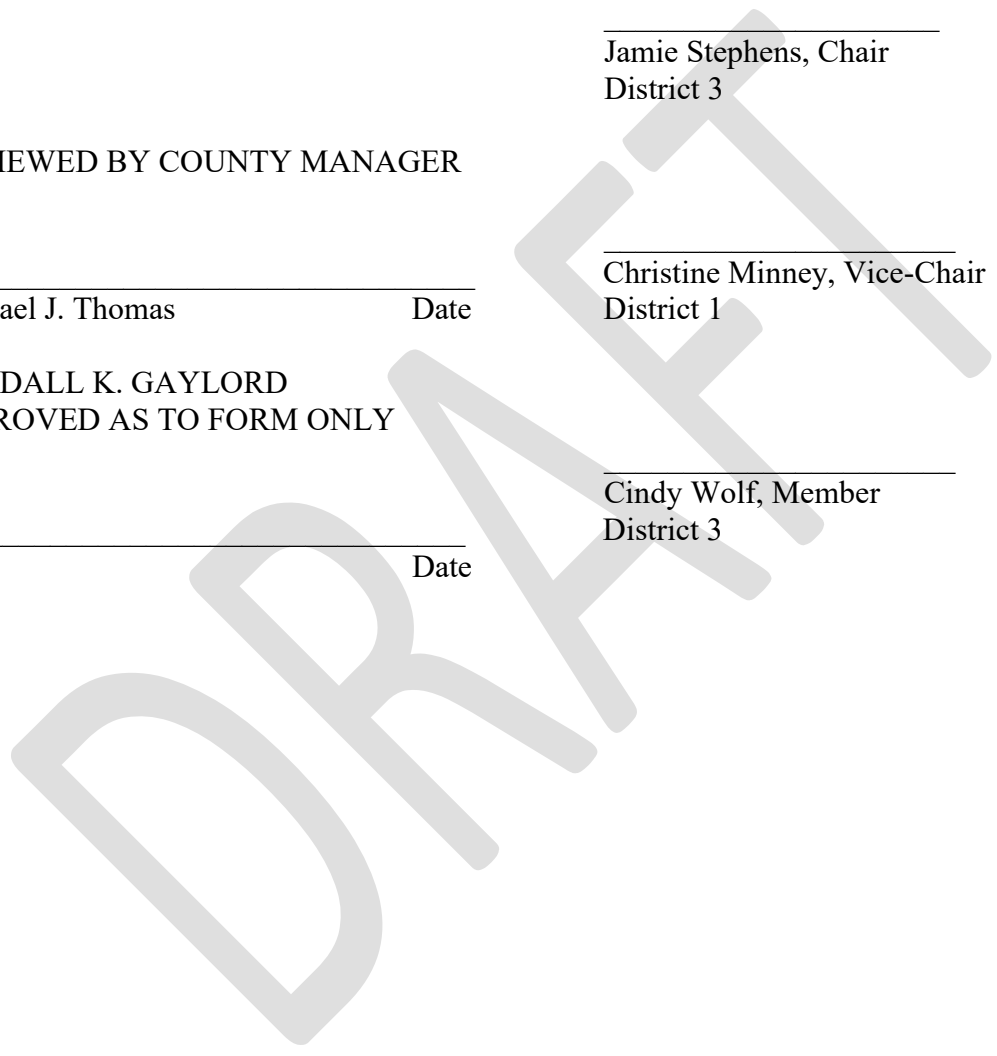 Jamie Stephens, Chair
District 3
IEWED BY COUNTY MANAGER
Christine Minney, Vice-Chair
District 1
ael J. Thomas Date
DALL K. GAYLORD
ROVED AS TO FORM ONLY
Cindy Wolf, Member
District 3
Date
DRAFT